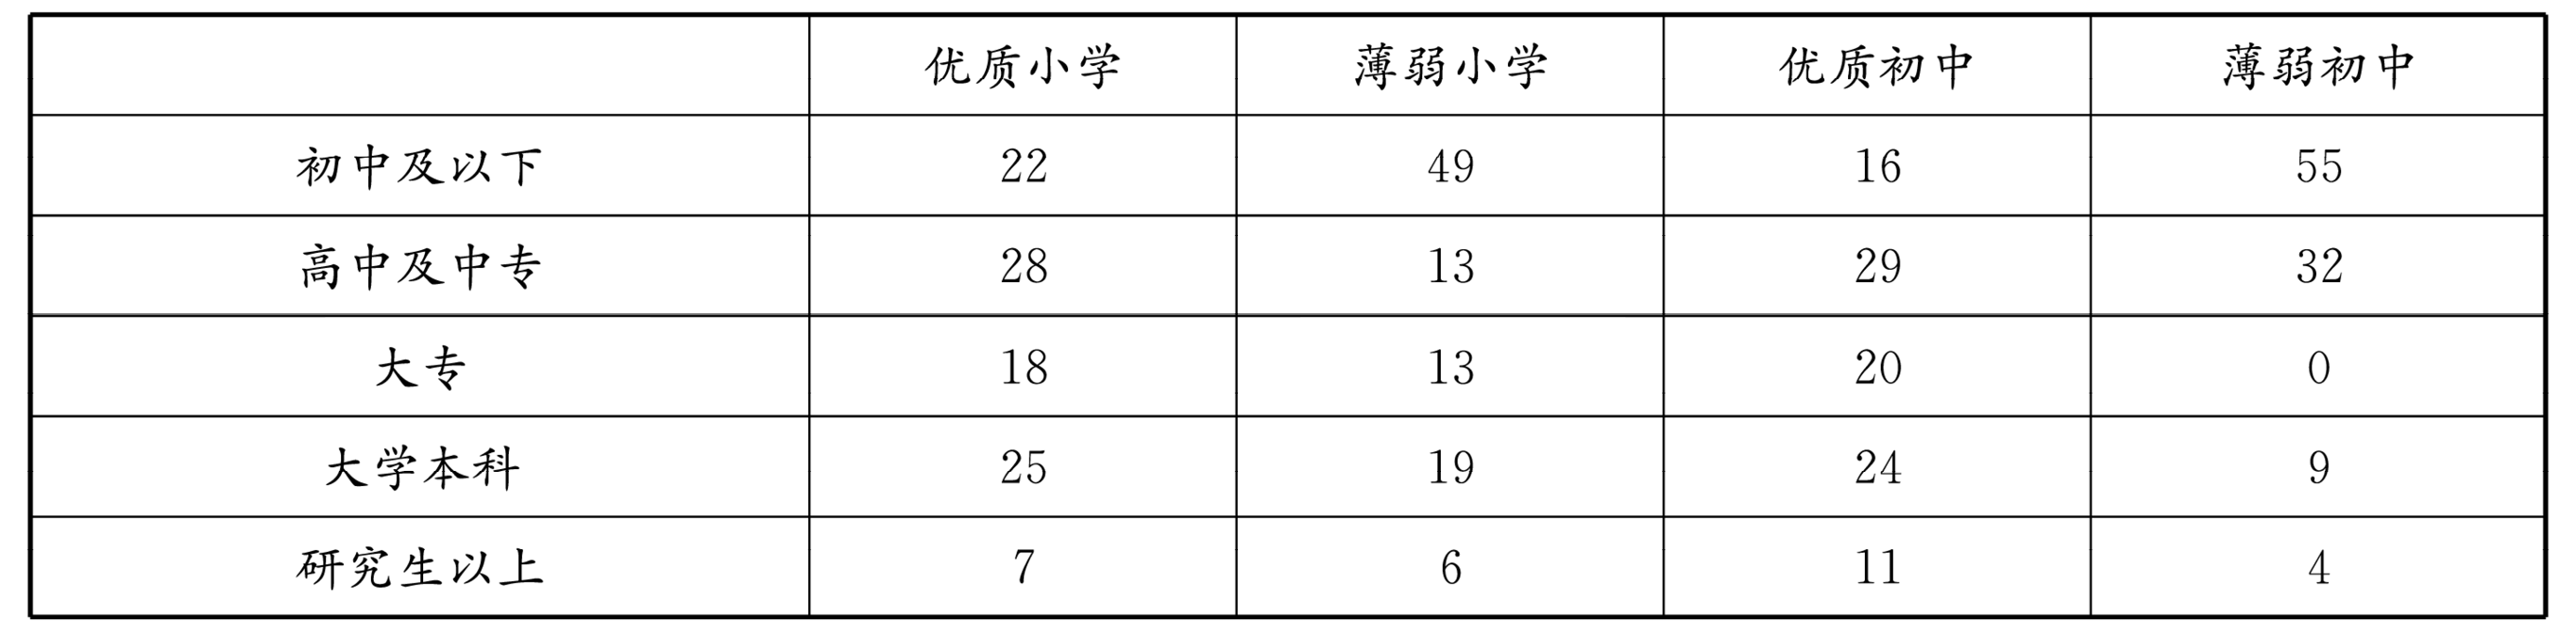 优质小学 薄弱小学 优质初中 薄弱初中
初中及以下 22 49 16 55
高中及中专 28 13 29 32
大专 18 13 20 0
大学本科 25 19 24 9
研究生以上 7 6 11 4